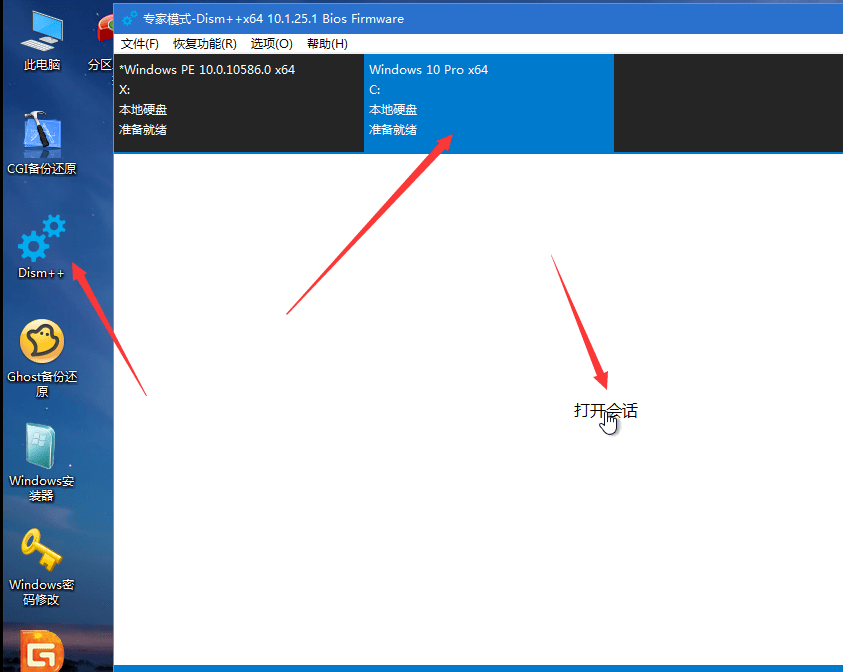 此电脑
分区
CGI备份还原
Dism++
Ghost备份还
原
Windows安
装器
Windows密
码修改
专家模式-Dism++x64 10.1.25.1 Bios Firmware
文件(F) 恢复功能(R) 选项(O) 帮助(H)
*Windows PE 10.0.10586.0 x64
X:
本地硬盘
准备就绪
Windows 10 Pro x64
C:
本地硬盘
准备就绪
打开会话